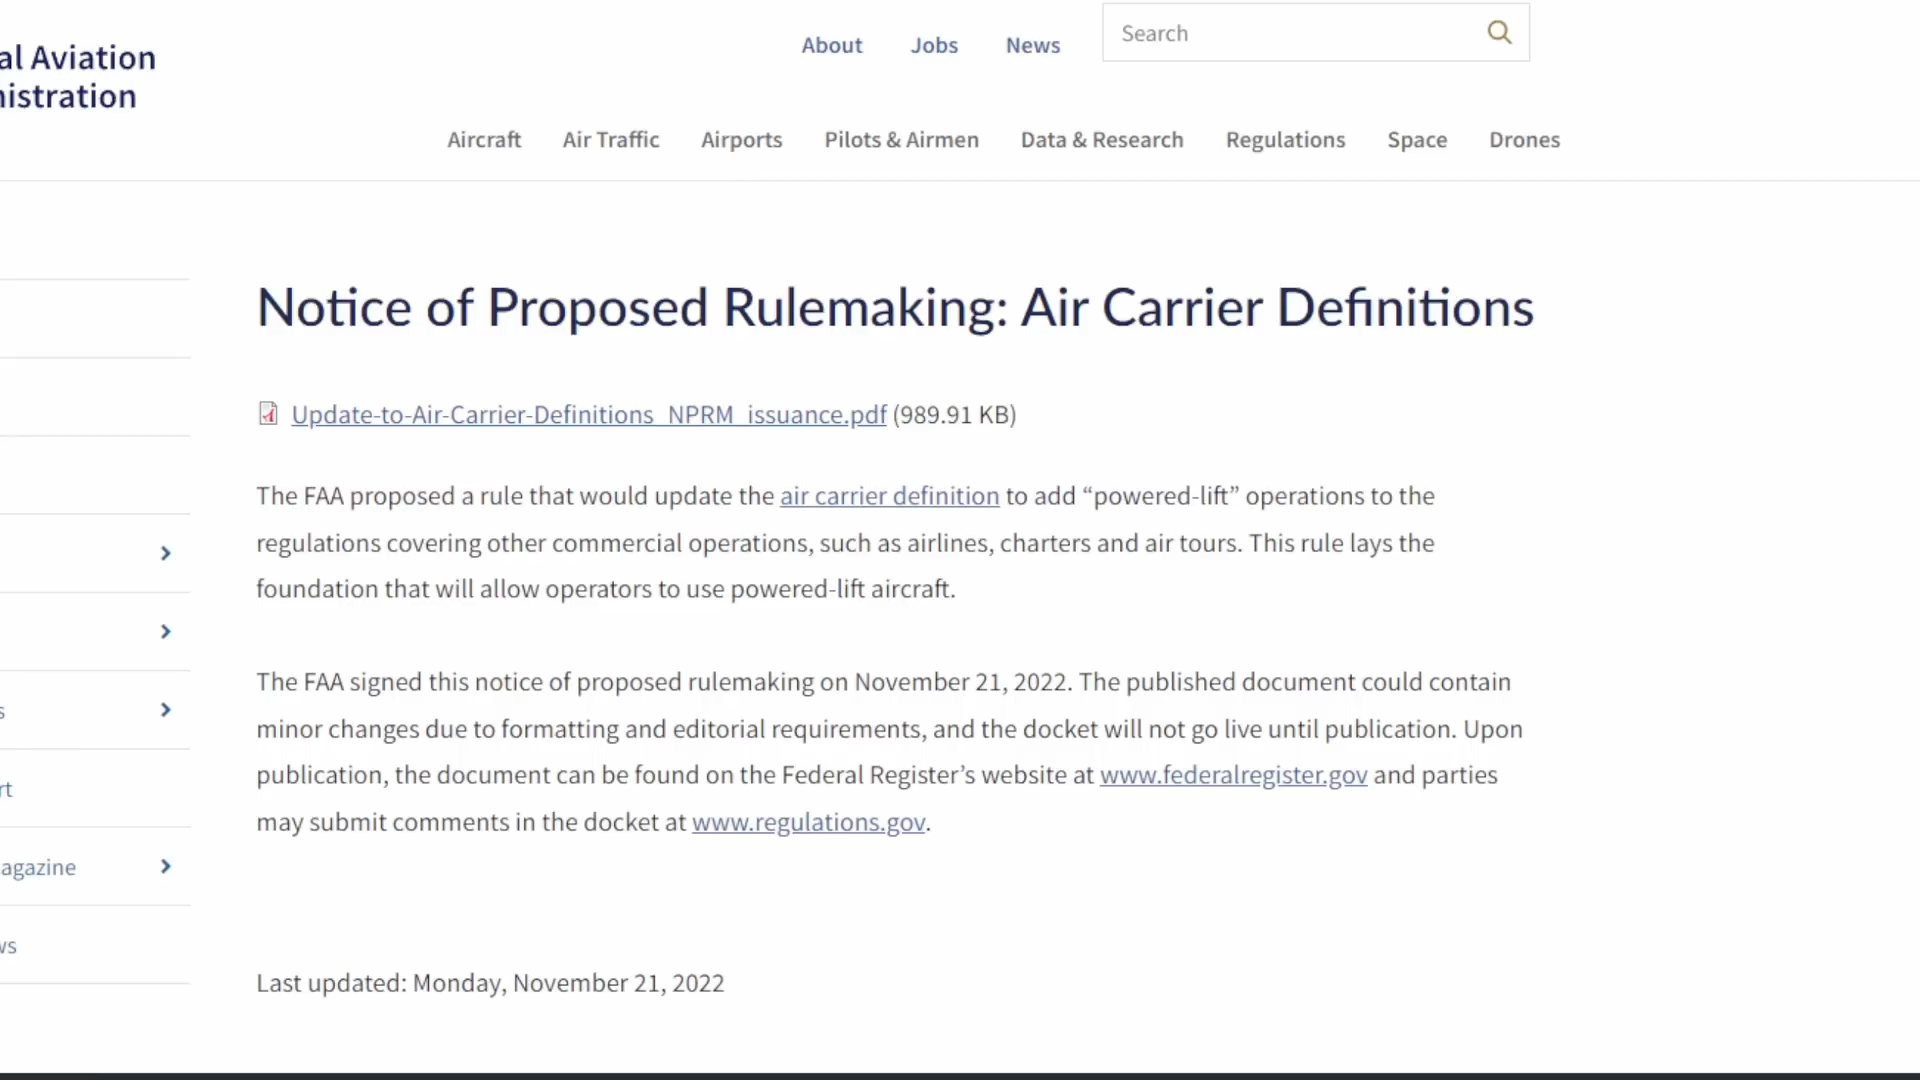 al Aviation
nistration
About
Jobs
News
Search
Aircraft
Air Traffic
Airports
Pilots & Airmen
Data & Research
Regulations
Space
Drones
Notice of Proposed Rulemaking: Air Carrier Definitions
Update-to-Air-Carrier-Definitions_NPRM_issuance.pdf (989.91 KB)
The FAA proposed a rule that would update the air carrier definition to add “powered-lift” operations to the
regulations covering other commercial operations, such as airlines, charters and air tours. This rule lays the
foundation that will allow operators to use powered-lift aircraft.
The FAA signed this notice of proposed rulemaking on November 21, 2022. The published document could contain
minor changes due to formatting and editorial requirements, and the docket will not go live until publication. Upon
publication, the document can be found on the Federal Register’s website at www.federalregister.gov and parties
may submit comments in the docket at www.regulations.gov.
s
rt
agazine
ws
Last updated: Monday, November 21, 2022